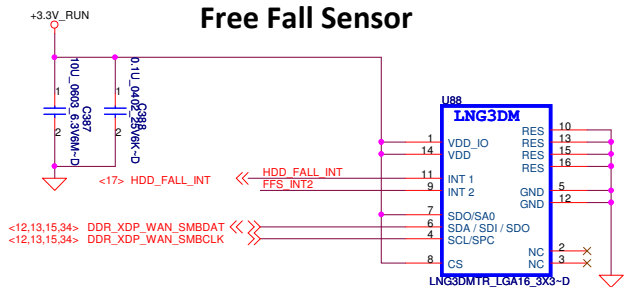 Free Fall Sensor
+3.3V_RUN
1
2
10U_0603_6.3V6M~D
C387
1
2
0.1U_0402_25V6K~D
C388
U88
LNG3DM
1 VDD_IO
14 VDD
RES 10
RES 13
RES 15
RES 16
<17> HDD_FALL_INT
HDD_FALL_INT
11 INT 1
FFS_INT2
9 INT 2
GND 5
GND 12
7 SDO/SA0
<12,13,15,34> DDR_XDP_WAN_SMBDAT
6 SDA / SDI / SDO
<12,13,15,34> DDR_XDP_WAN_SMBCLK
4 SCL/SPC
8 CS
NC 2
NC 3
LNG3DMTR_LGA16_3X3~D